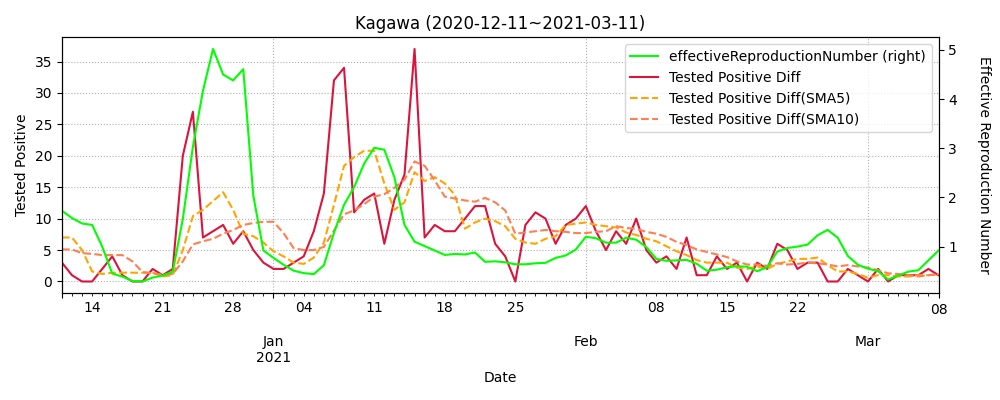 Kagawa (2020-12-11~2021-03-11)
effectiveReproductionNumber (right)
Tested Positive Diff
Tested Positive Diff(SMA5)
Tested Positive Diff(SMA10)
Tested Positive
35
30
25
20
15
10
5
0
5
4
3
2
1
Effective Reproduction Number
14 21 28 04 11 18 25 08 15 22 08
Jan Feb Mar
2021
Date